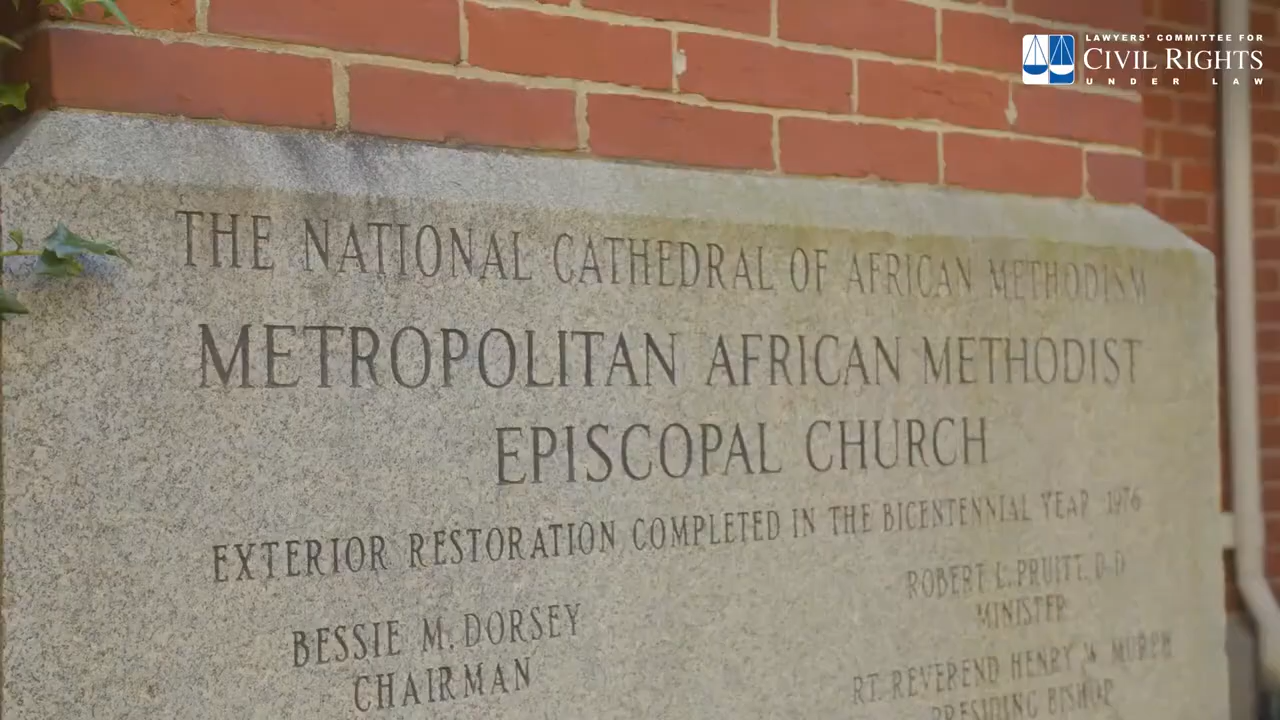 LAWYERS' COMMITTEE FOR
CIVIL RIGHTS
UNDER LAW
THE NATIONAL CATHEDRAL OF AFRICAN METHODISM
METROPOLITAN AFRICAN METHODIST
EPISCOPAL CHURCH
EXTERIOR RESTORATION COMPLETED IN THE BICENTENNIAL YEAR 1976
BESSIE M. DORSEY
CHAIRMAN
ROBERT L. PRUITT, D.D.
MINISTER
RT. REVEREND HENRY W. MURPH
PRESIDING BISHOP